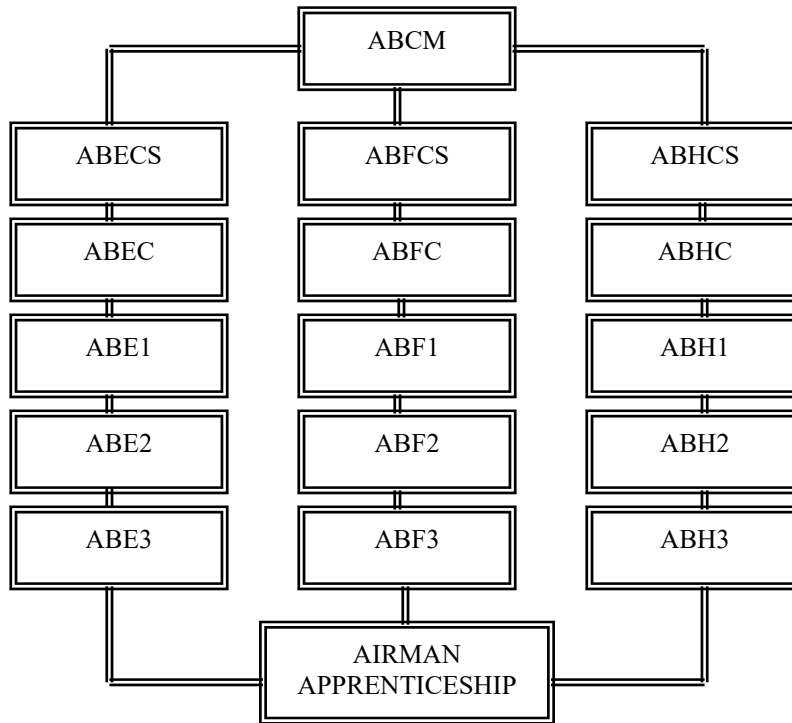 ABCM
ABECS
ABFCS
ABHCS
ABEC
ABFC
ABHC
ABE1
ABF1
ABH1
ABE2
ABF2
ABH2
ABE3
ABF3
ABH3
AIRMAN
APPRENTICESHIP